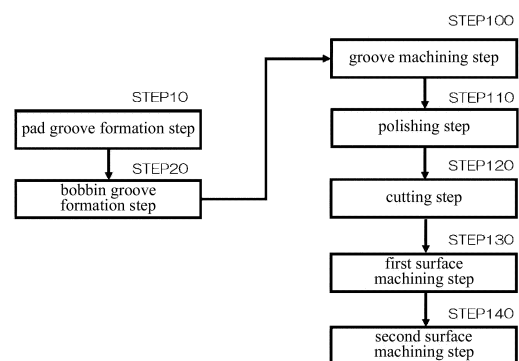 STEP10
pad groove formation step
STEP20
bobbin groove
formation step
STEP100
groove machining step
STEP110
polishing step
STEP120
cutting step
STEP130
first surface
machining step
STEP140
second surface
machining step